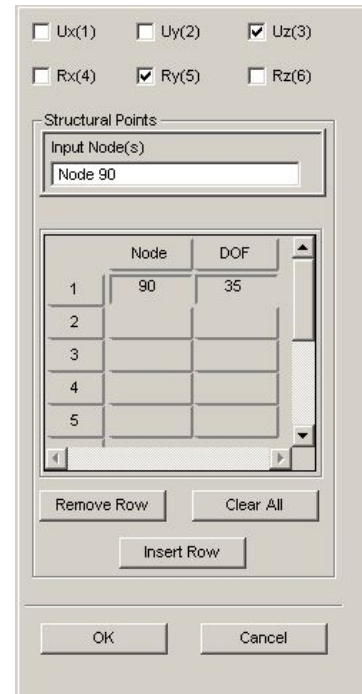 Ux(1) Uy(2) Uz(3)
Rx(4) Ry(5) Rz(6)
Structural Points
Input Node(s)
Node 90
Node DOF
1 90 35
2
3
4
5
Remove Row Clear All
Insert Row
OK Cancel